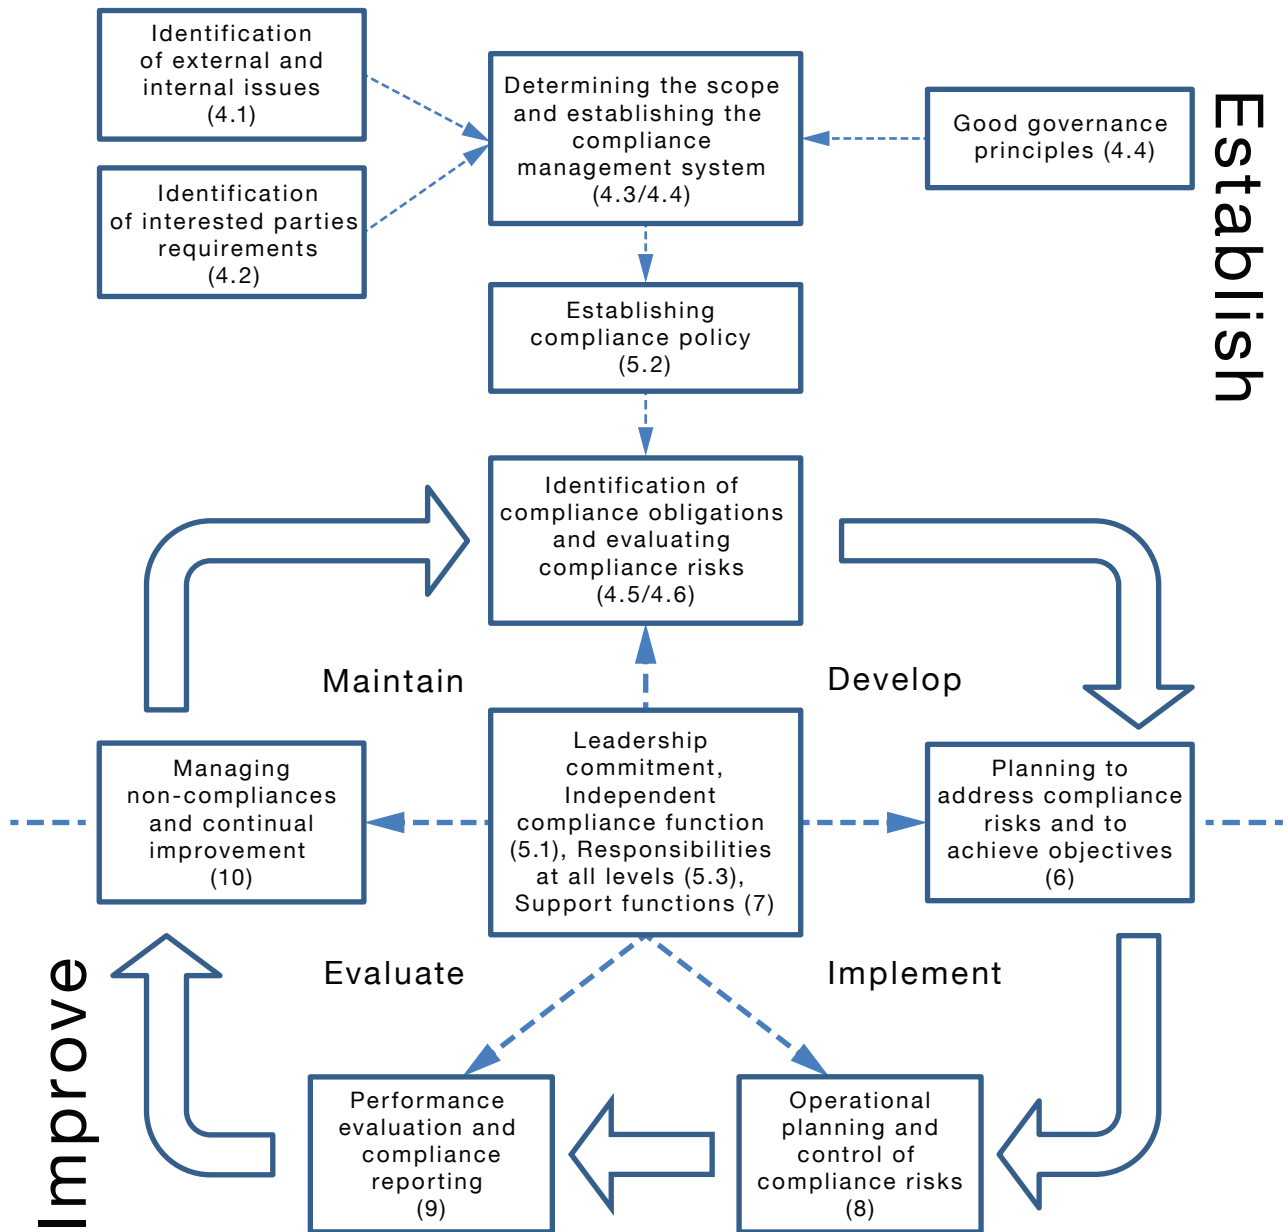 Identification
of external and
internal issues
(4.1)
Identification
of interested parties
requirements
(4.2)
Determining the scope
and establishing the
compliance
management system
(4.3/4.4)
Good governance
principles (4.4)
Establish
Establishing
compliance policy
(5.2)
Identification of
compliance obligations
and evaluating
compliance risks
(4.5/4.6)
Maintain
Develop
Managing
non-compliances
and continual
improvement
(10)
Leadership
commitment,
Independent
compliance function
(5.1), Responsibilities
at all levels (5.3),
Support functions (7)
Planning to
address compliance
risks and to
achieve objectives
(6)
Evaluate
Implement
Improve
Performance
evaluation and
compliance
reporting
(9)
Operational
planning and
control of
compliance risks
(8)